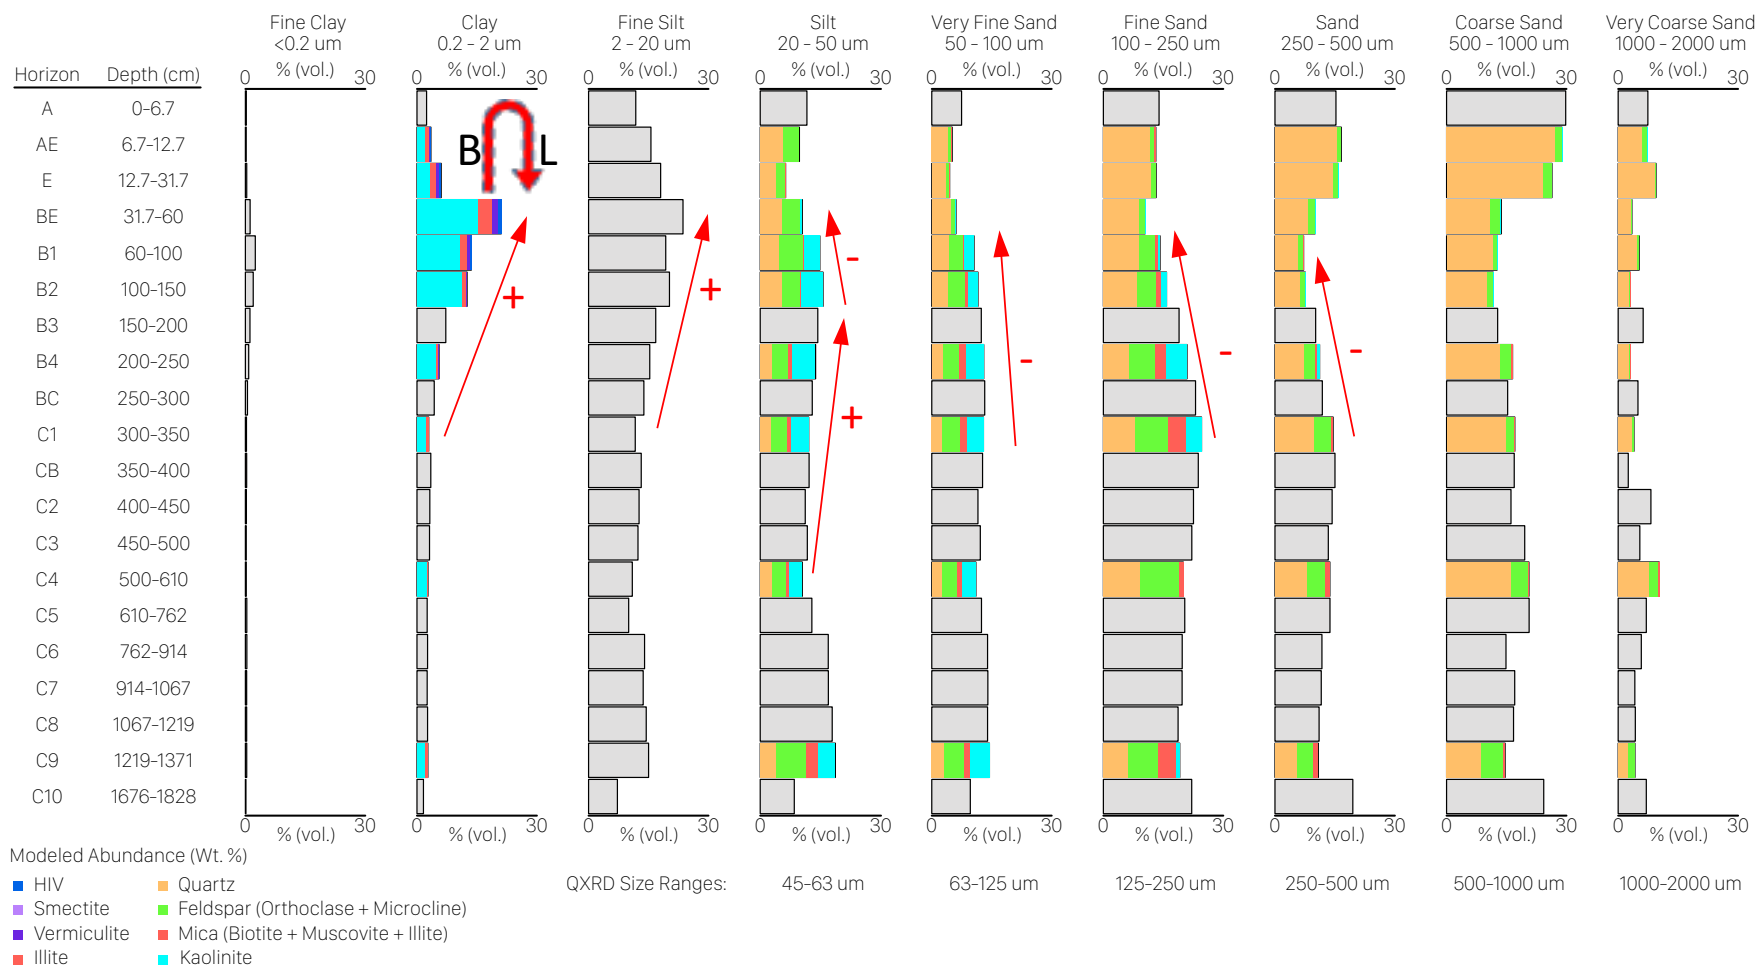 Fine Clay Clay Fine Silt Silt Very Fine Sand Fine Sand Sand Coarse Sand Very Coarse Sand
<0.2 um 0.2 - 2 um 2 - 20 um 20 - 50 um 50 - 100 um 100 - 250 um 250 - 500 um 500 - 1000 um 1000 - 2000 um
% (vol.) % (vol.) % (vol.) % (vol.) % (vol.) % (vol.) % (vol.) % (vol.) % (vol.)
Horizon Depth (cm) 0 30 0 30 0 30 0 30 0 30 0 30 0 30 0 30 0 30
A 0-6.7
AE 6.7-12.7
B L
E 12.7-31.7
BE 31.7-60
B1 60-100
-
B2 100-150
+ +
B3 150-200
B4 200-250
- - -
BC 250-300
+
C1 300-350
CB 350-400
C2 400-450
C3 450-500
C4 500-610
C5 610-762
C6 762-914
C7 914-1067
C8 1067-1219
C9 1219-1371
C10 1676-1828
0 30 0 30 0 30 0 30 0 30 0 30 0 30 0 30 0 30
% (vol.) % (vol.) % (vol.) % (vol.) % (vol.) % (vol.) % (vol.) % (vol.) % (vol.)
Modeled Abundance (Wt. %)
HIV Quartz
QXRD Size Ranges: 45-63 um 63-125 um 125-250 um 250-500 um 500-1000 um 1000-2000 um
Smectite Feldspar (Orthoclase + Microcline)
Vermiculite Mica (Biotite + Muscovite + Illite)
Illite Kaolinite